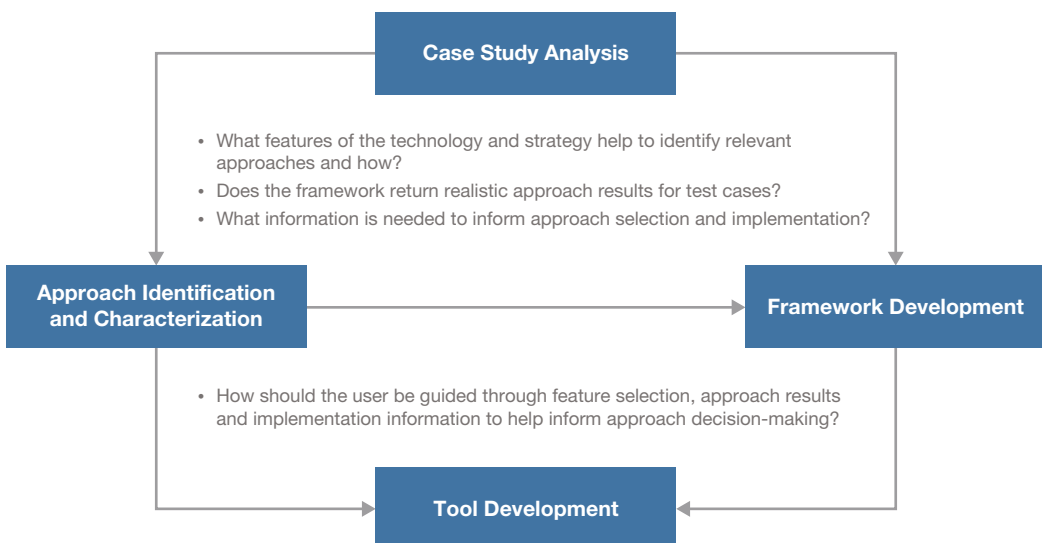 Case Study Analysis
• What features of the technology and strategy help to identify relevant
approaches and how?
• Does the framework return realistic approach results for test cases?
• What information is needed to inform approach selection and implementation?
Approach Identification
and Characterization
Framework Development
• How should the user be guided through feature selection, approach results
and implementation information to help inform approach decision-making?
Tool Development